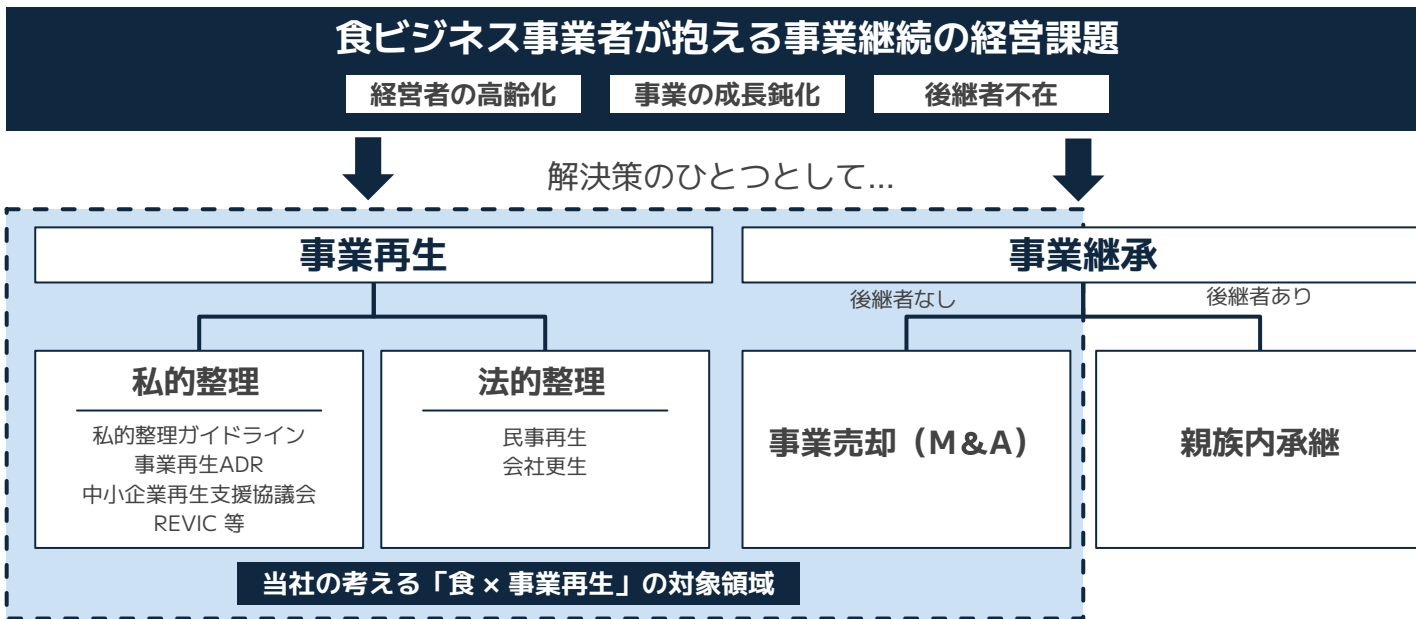 食ビジネス事業者が抱える事業継続の経営課題
経営者の高齢化
事業の成長鈍化
後継者不在
解決策のひとつとして...
事業再生
事業継承
後継者なし
後継者あり
私的整理
私的整理ガイドライン
事業再生ADR
中小企業再生支援協議会
REVIC 等
法的整理
民事再生
会社更生
事業売却（M&A）
親族内承継
当社の考える「食 × 事業再生」の対象領域